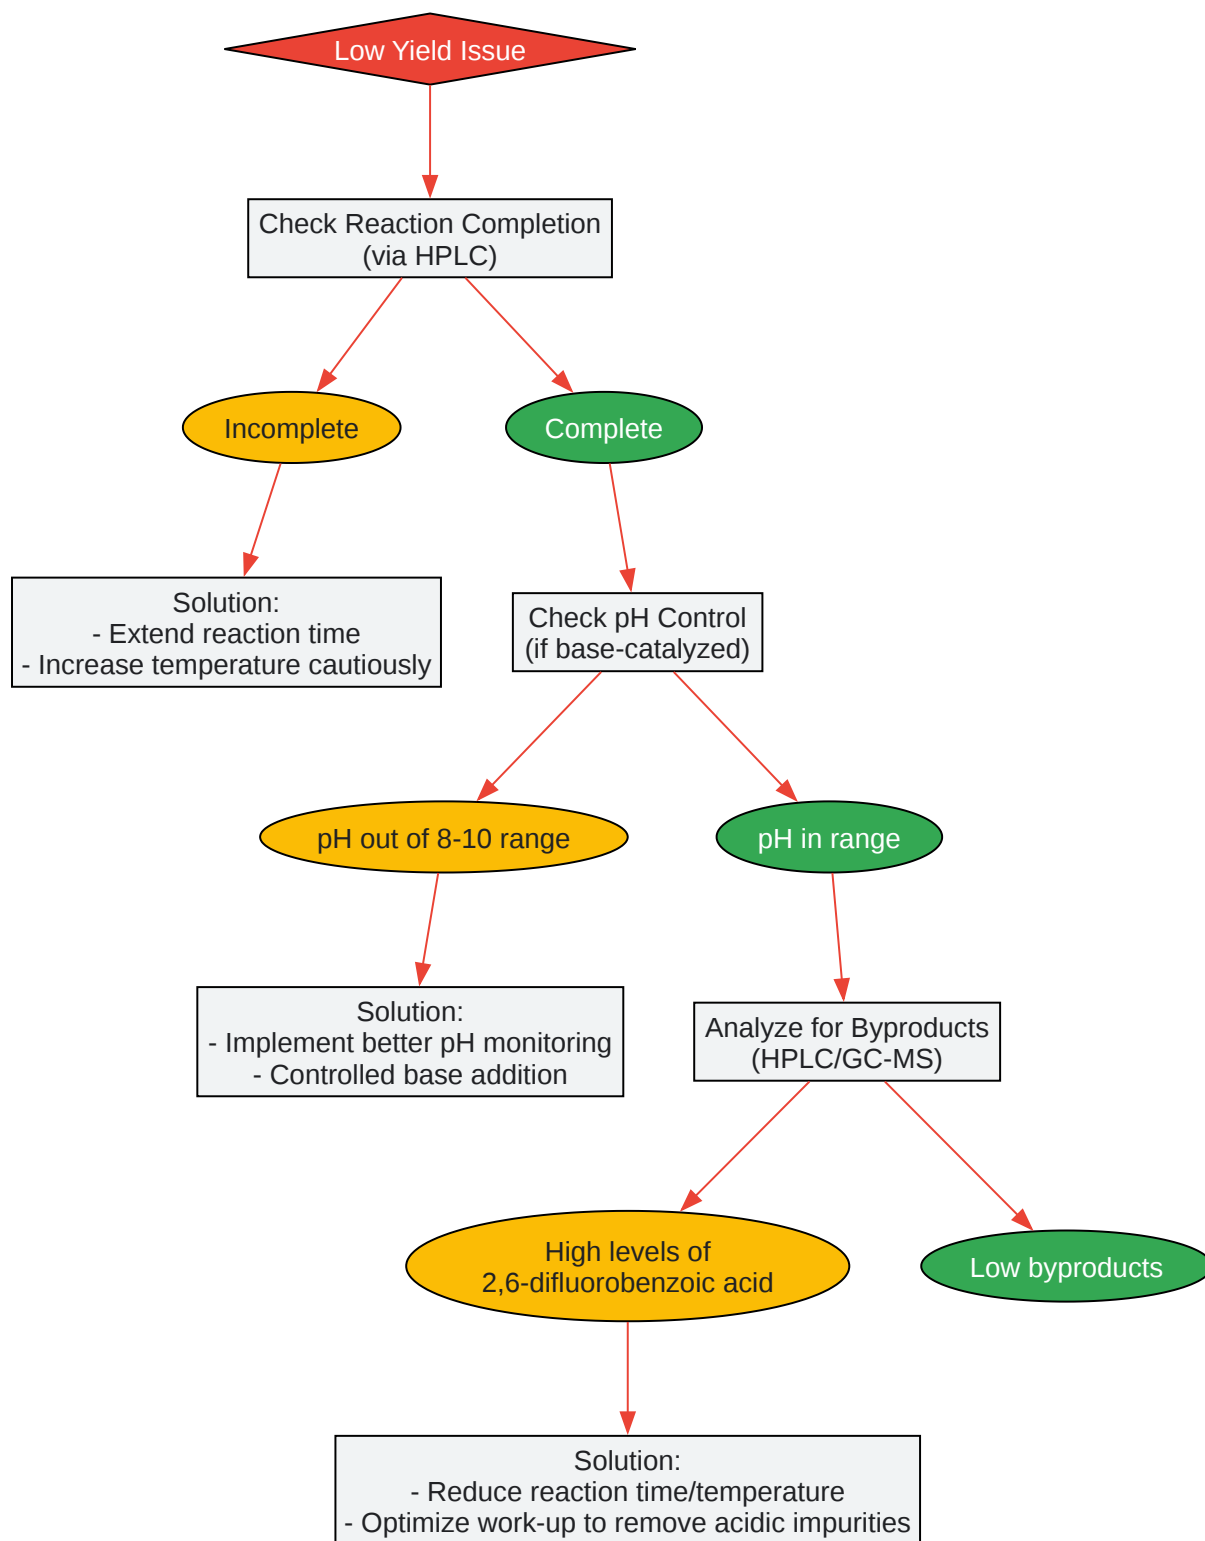 Low Yield Issue
Check Reaction Completion
(via HPLC)
Incomplete
Complete
Solution:
- Extend reaction time
- Increase temperature cautiously
Check pH Control
(if base-catalyzed)
pH out of 8-10 range
pH in range
Solution:
- Implement better pH monitoring
- Controlled base addition
Analyze for Byproducts
(HPLC/GC-MS)
High levels of
2,6-difluorobenzoic acid
Low byproducts
Solution:
- Reduce reaction time/temperature
- Optimize work-up to remove acidic impurities